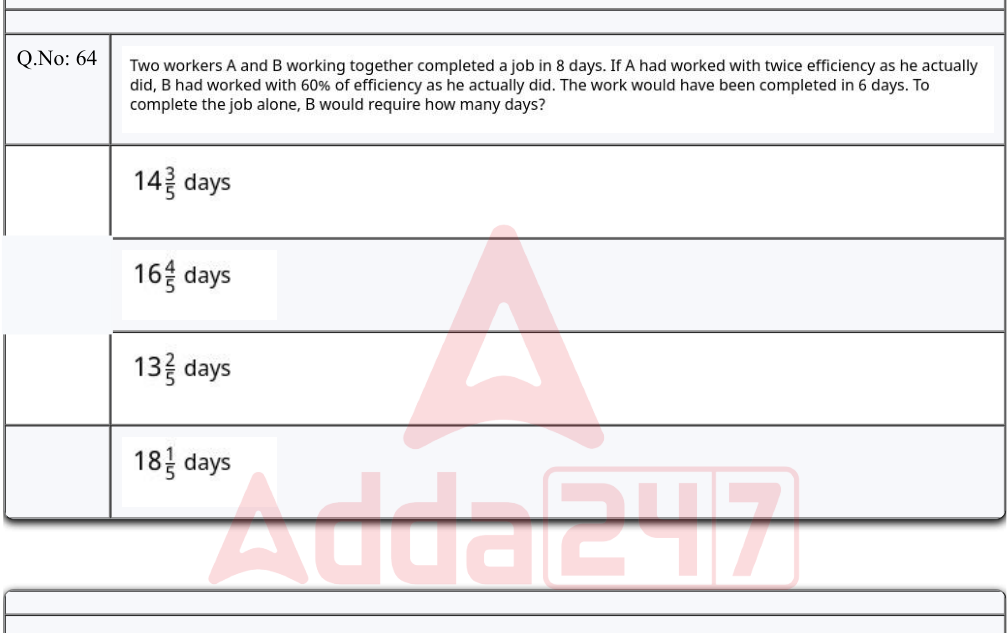 Q.No: 64
Two workers A and B working together completed a job in 8 days. If A had worked with twice efficiency as he actually
did, B had worked with 60% of efficiency as he actually did. The work would have been completed in 6 days. To
complete the job alone, B would require how many days?
14 3/5 days
16 4/5 days
13 2/5 days
18 1/5 days
Adda247